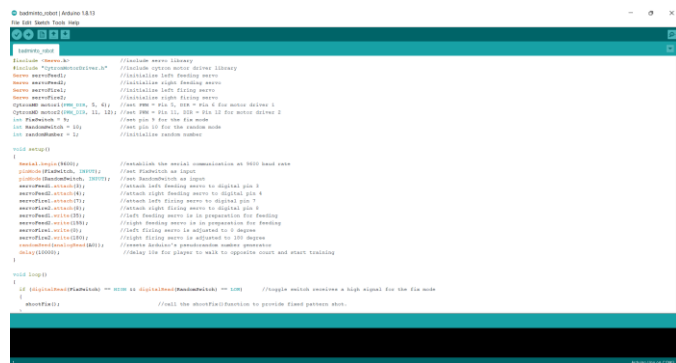 badminto_robot | Arduino 1.8.13
File Edit Sketch Tools Help
badminto_robot
#include <Servo.h> //include servo library
#include "CytronMotorDriver.h" //include cytron motor driver library
Servo servoFeed1; //initialize left feeding servo
Servo servoFeed2; //initialize right feeding servo
Servo servoFire1; //initialize left firing servo
Servo servoFire2; //initialize right firing servo
CytronMD motor1(PWM_DIR, 5, 6); //set PWM = Pin 5, DIR = Pin 6 for motor driver 1
CytronMD motor2(PWM_DIR, 11, 12); //set PWM = Pin 11, DIR = Pin 12 for motor driver 2
int FixSwitch = 9; //set pin 9 for the fix mode
int RandomSwitch = 10; //set pin 10 for the random mode
int randomNumber = 1; //initialize random number
void setup()
{
Serial.begin(9600); //establish the serial communication at 9600 baud rate
pinMode(FixSwitch, INPUT); //set FixSwitch as input
pinMode(RandomSwitch, INPUT); //set RandomSwitch as input
servoFeed1.attach(3); //attach left feeding servo to digital pin 3
servoFeed2.attach(4); //attach right feeding servo to digital pin 4
servoFire1.attach(7); //attach left firing servo to digital pin 7
servoFire2.attach(8); //attach right firing servo to digital pin 8
servoFeed1.write(35); //left feeding servo is in preparation for feeding
servoFeed2.write(108); //right feeding servo is in preparation for feeding
servoFire1.write(0); //left firing servo is adjusted to 0 degree
servoFire2.write(180); //right firing servo is adjusted to 180 degree
randomSeed(analogRead(A0)); //resets Arduino's pseudorandom number generator
delay(10000); //delay 10s for player to walk to opposite court and start training
}
void loop()
{
if (digitalRead(FixSwitch) == HIGH && digitalRead(RandomSwitch) == LOW) //toggle switch receives a high signal for the fix mode
{
shootFix(); //call the shootFix()function to provide fixed pattern shot.